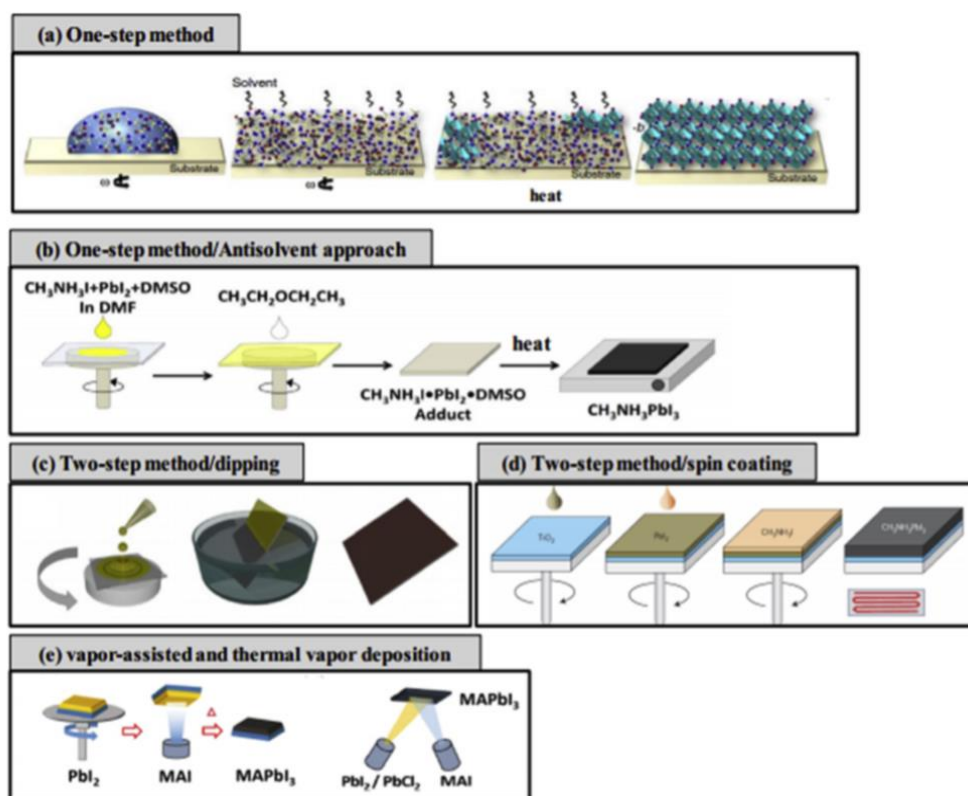 (a) One-step method
Solvent
Substrate
ω
Substrate
ω
Substrate
heat
-b
Substrate
(b) One-step method/Antisolvent approach
CH₃NH₃I+PbI₂+DMSO
In DMF
CH₃CH₂OCH₂CH₃
heat
CH₃NH₃I•PbI₂•DMSO
Adduct
CH₃NH₃PbI₃
(c) Two-step method/dipping
(d) Two-step method/spin coating
TiO₂
PbI₂
CH₃NH₃I
CH₃NH₃PbI₃
(e) vapor-assisted and thermal vapor deposition
Δ
PbI₂
MAI
MAPbI₃
MAPbI₃
PbI₂ / PbCl₂
MAI